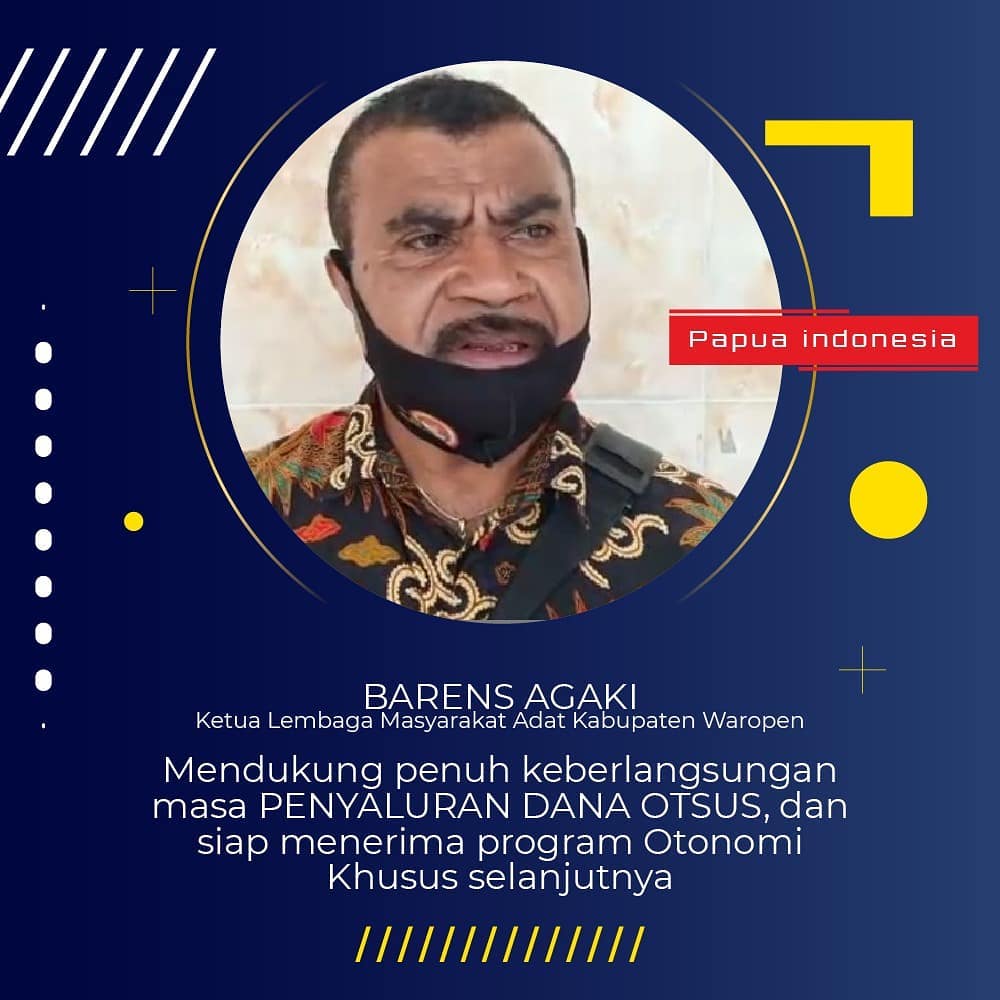 Papua indonesia
BARENS AGAKI
Ketua Lembaga Masyarakat Adat Kabupaten Waropen
Mendukung penuh keberlangsungan
masa PENYALURAN DANA OTSUS, dan
siap menerima program Otonomi
Khusus selanjutnya